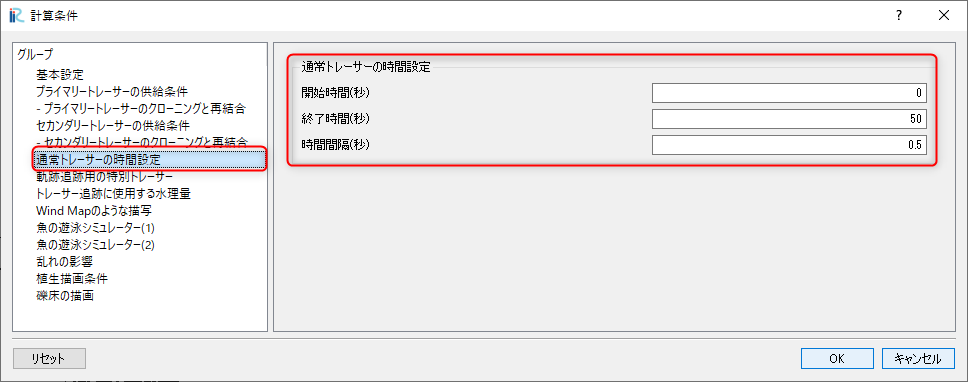 計算条件
?
グループ
基本設定
プライマリートレーサーの供給条件
- プライマリートレーサーのクローニングと再結合
セカンダリートレーサーの供給条件
- セカンダリートレーサーのクローニングと再結合
通常トレーサーの時間設定
軌跡追跡用の特別トレーサー
トレーサー追跡に使用する水理量
Wind Mapのような描写
魚の遊泳シミュレーター(1)
魚の遊泳シミュレーター(2)
乱れの影響
植生描画条件
礫床の描画
通常トレーサーの時間設定
開始時間(秒) 0
終了時間(秒) 50
時間間隔(秒) 0.5
リセット
OK
キャンセル